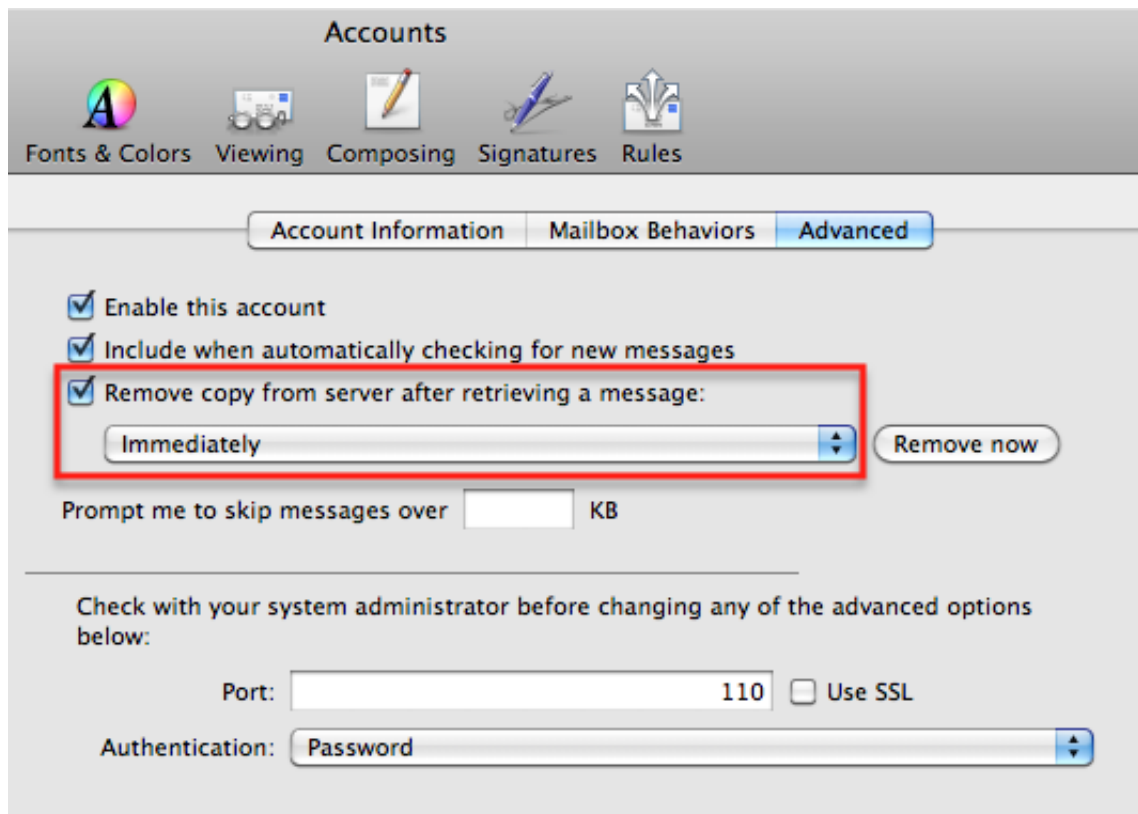 Accounts
Fonts & Colors Viewing Composing Signatures Rules
Account Information Mailbox Behaviors Advanced
Enable this account
Include when automatically checking for new messages
Remove copy from server after retrieving a message:
Immediately Remove now
Prompt me to skip messages over KB
Check with your system administrator before changing any of the advanced options
below:
Port: 110 Use SSL
Authentication: Password